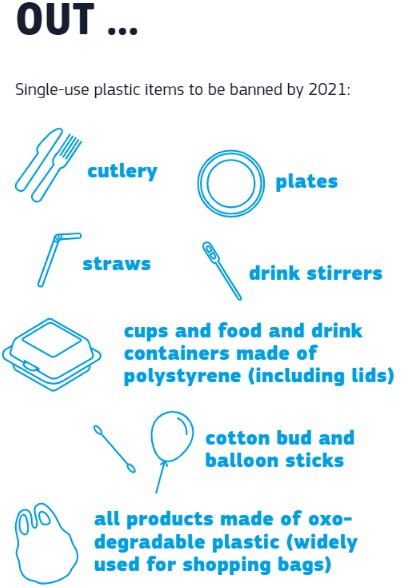 OUT ...
Single-use plastic items to be banned by 2021:
cutlery
plates
straws
drink stirrers
cups and food and drink
containers made of
polystyrene (including lids)
cotton bud and
balloon sticks
all products made of oxo-
degradable plastic (widely
used for shopping bags)